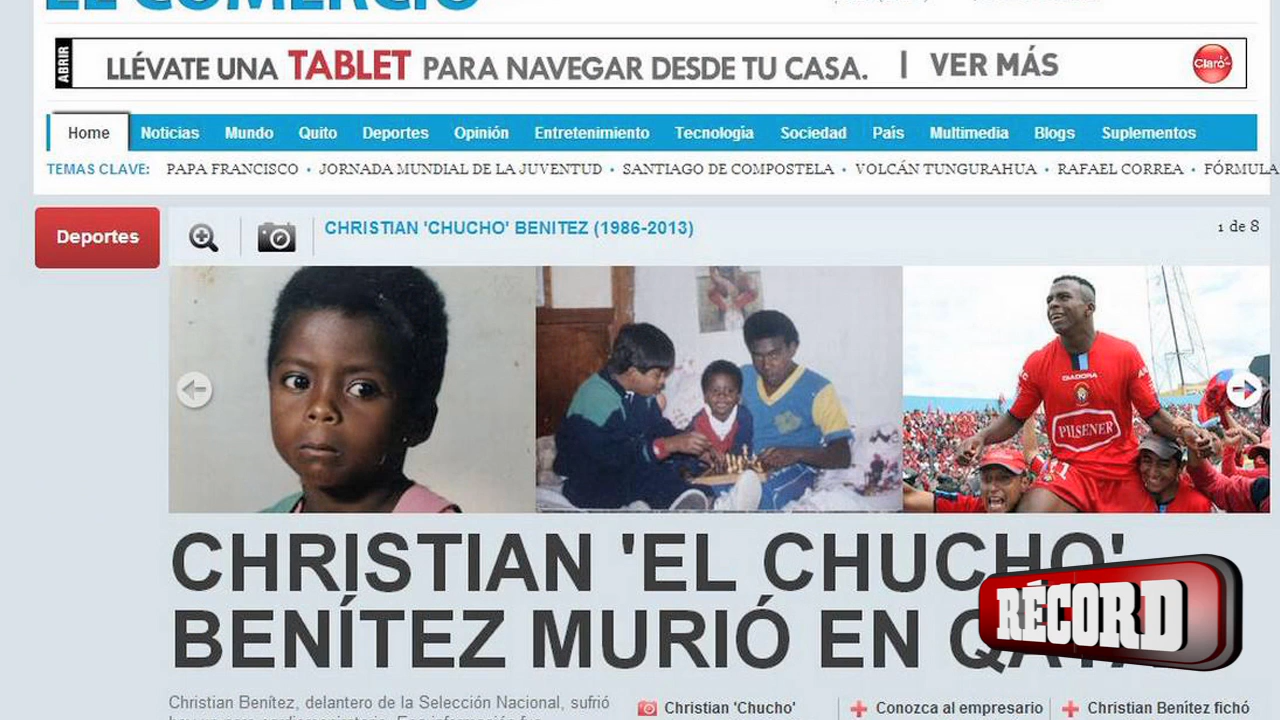 EL COMERCIO
ABRIR
LLÉVATE UNA TABLET PARA NAVEGAR DESDE TU CASA. | VER MÁS
Claro
Home Noticias Mundo Quito Deportes Opinión Entretenimiento Tecnología Sociedad País Multimedia Blogs Suplementos
TEMAS CLAVE: PAPA FRANCISCO • JORNADA MUNDIAL DE LA JUVENTUD • SANTIAGO DE COMPOSTELA • VOLCÁN TUNGURAHUA • RAFAEL CORREA • FÓRMULA
Deportes
CHRISTIAN 'CHUCHO' BENITEZ (1986-2013)
1 de 8
DIADORA
PILSENER
CHRISTIAN 'EL CHUCHO'
BENÍTEZ MURIÓ EN
RÉCORD
Christian Benítez, delantero de la Selección Nacional, sufrió
Christian 'Chucho'
Conozca al empresario
Christian Benítez fichó